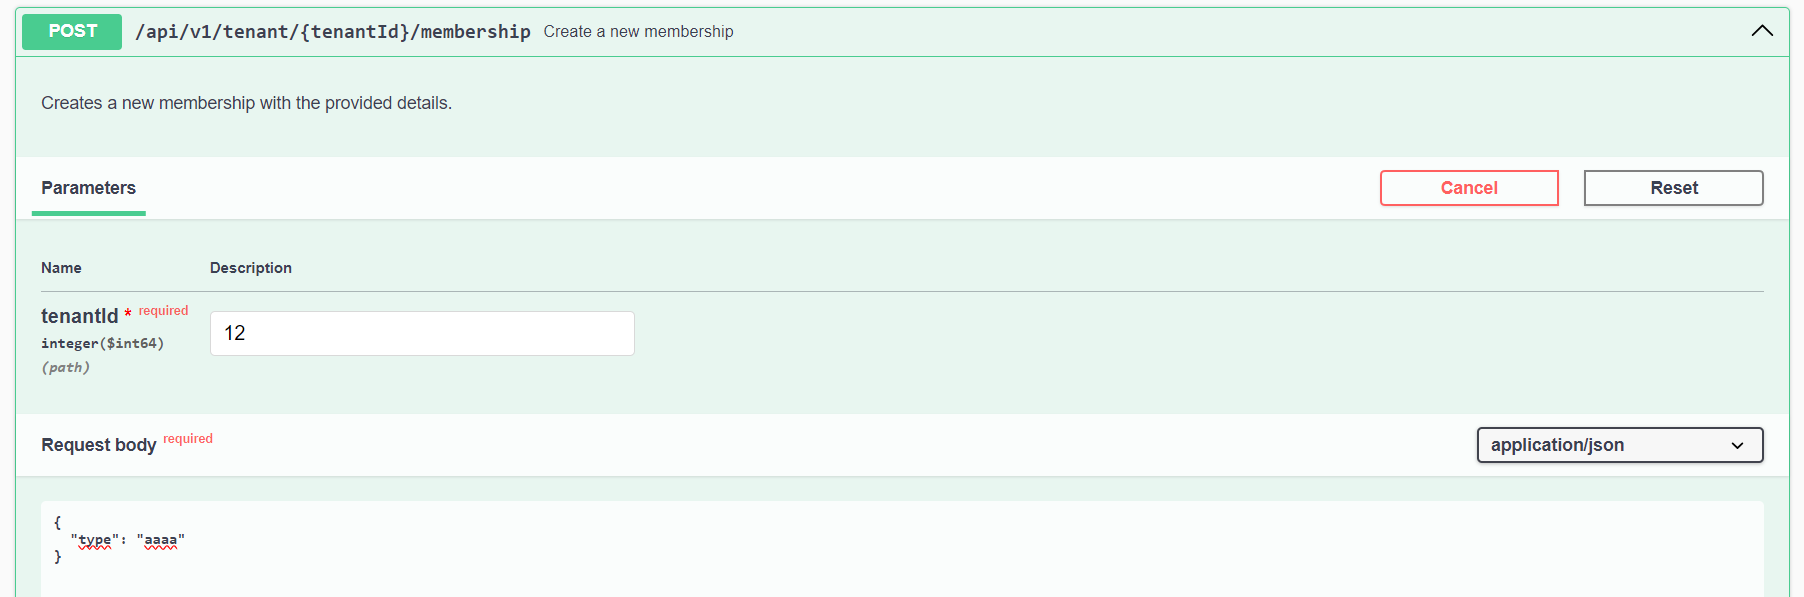 POST /api/v1/tenant/{tenantId}/membership Create a new membership
Creates a new membership with the provided details.
Parameters Cancel Reset
Name Description
tenantId * required 12
integer($int64)
(path)
Request body required application/json
{
"type": "aaaa"
}